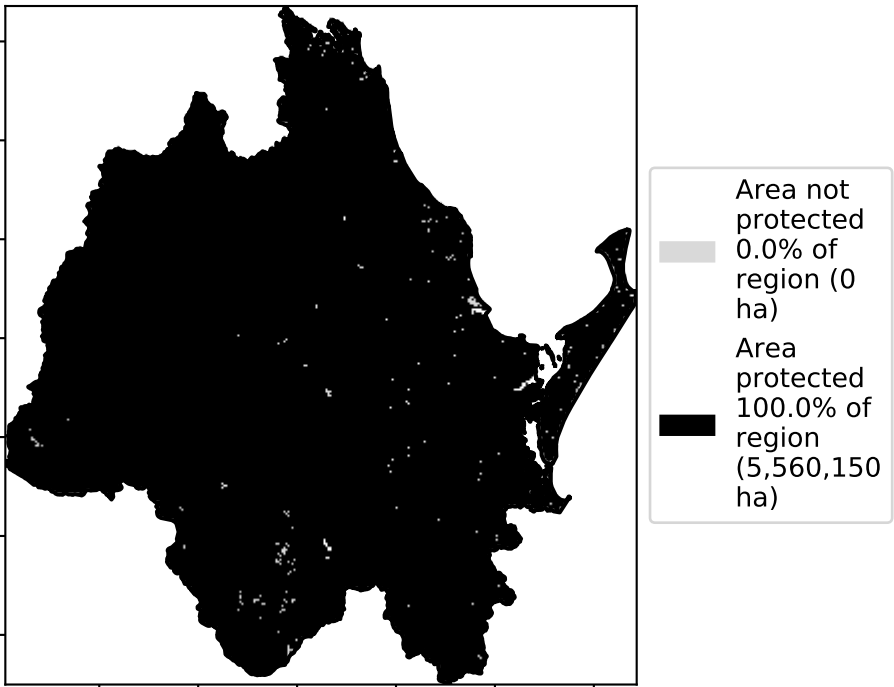 Area not
protected
0.0% of
region (0
ha)
Area
protected
100.0% of
region
(5,560,150
ha)